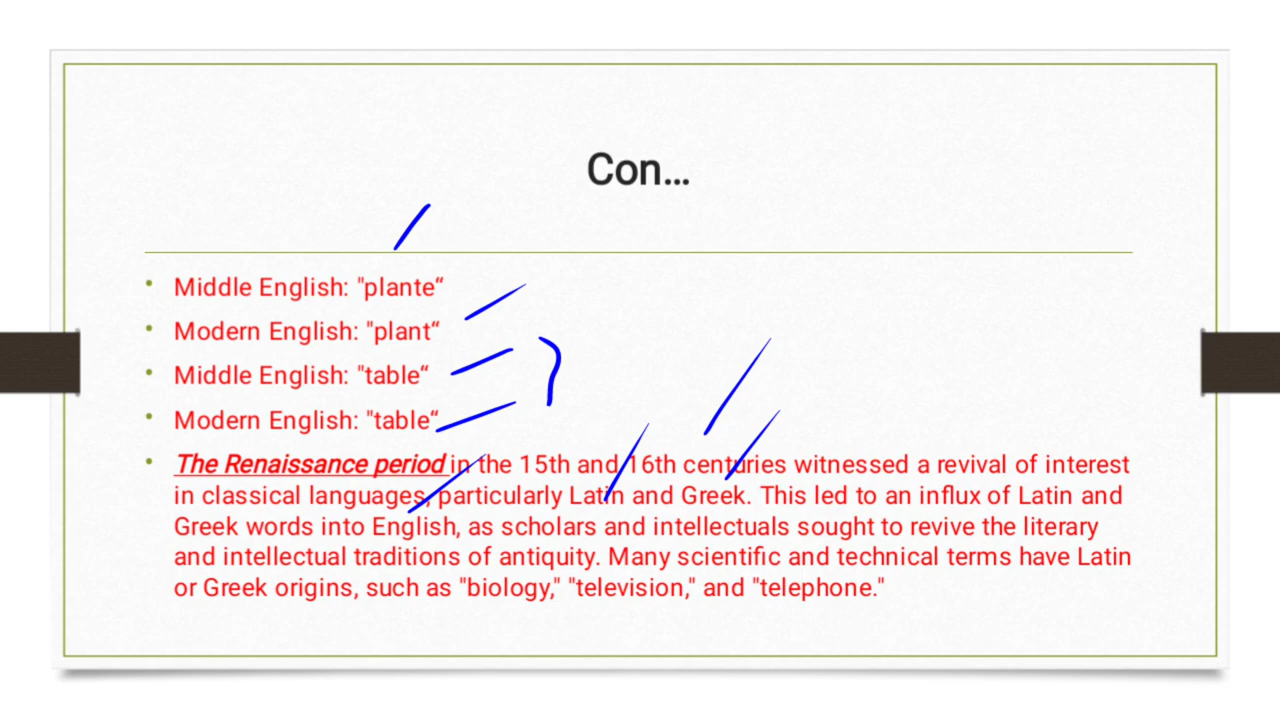 Con...
Middle English: "plante“
Modern English: "plant“
Middle English: "table“
Modern English: "table“
The Renaissance period in the 15th and 16th centuries witnessed a revival of interest
in classical languages, particularly Latin and Greek. This led to an influx of Latin and
Greek words into English, as scholars and intellectuals sought to revive the literary
and intellectual traditions of antiquity. Many scientific and technical terms have Latin
or Greek origins, such as "biology," "television," and "telephone."